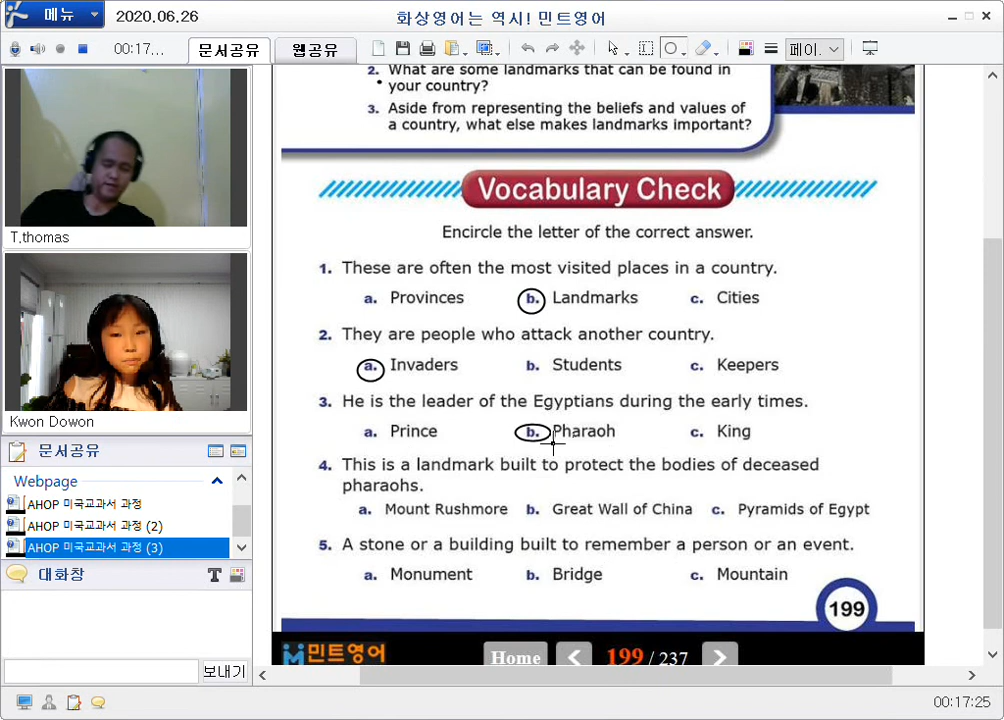 메뉴
2020.06.26
화상영어는 역시! 민트영어
00:17...
문서공유
웹공유
페이.
T.thomas
Kwon Dowon
문서공유
Webpage
AHOP 미국교과서 과정
AHOP 미국교과서 과정 (2)
AHOP 미국교과서 과정 (3)
대화창
T
보내기
2. What are some landmarks that can be found in
your country?
3. Aside from representing the beliefs and values of
a country, what else makes landmarks important?
Vocabulary Check
Encircle the letter of the correct answer.
1. These are often the most visited places in a country.
a. Provinces b. Landmarks c. Cities
2. They are people who attack another country.
a. Invaders b. Students c. Keepers
3. He is the leader of the Egyptians during the early times.
a. Prince b. Pharaoh c. King
4. This is a landmark built to protect the bodies of deceased
pharaohs.
a. Mount Rushmore b. Great Wall of China c. Pyramids of Egypt
5. A stone or a building built to remember a person or an event.
a. Monument b. Bridge c. Mountain
199
민트영어
Home
199 / 237
00:17:25